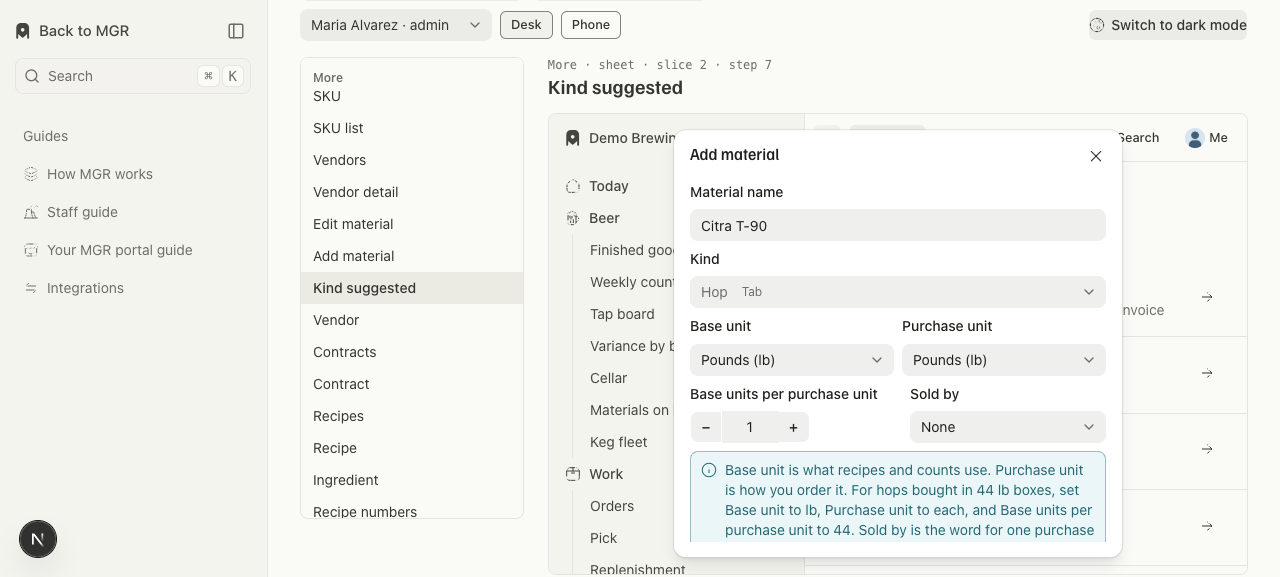 Back to MGR
Search
⌘ K
Guides
How MGR works
Staff guide
Your MGR portal guide
Integrations
N
Maria Alvarez · admin
Desk
Phone
Switch to dark mode
More
SKU
SKU list
Vendors
Vendor detail
Edit material
Add material
Kind suggested
Vendor
Contracts
Contract
Recipes
Recipe
Ingredient
Recipe numbers
More · sheet · slice 2 · step 7
Kind suggested
Search
Me
Today
Beer
Weekly count
Tap board
Variance by b
Cellar
Materials on
Keg fleet
Work
Orders
Pick
Replenishment
Add material
Material name
Citra T-90
Kind
Hop Tab
Base unit
Purchase unit
Pounds (lb)
Pounds (lb)
Base units per purchase unit
Sold by
− 1 +
None
Base unit is what recipes and counts use. Purchase unit
is how you order it. For hops bought in 44 lb boxes, set
Base unit to lb, Purchase unit to each, and Base units per
purchase unit to 44. Sold by is the word for one purchase